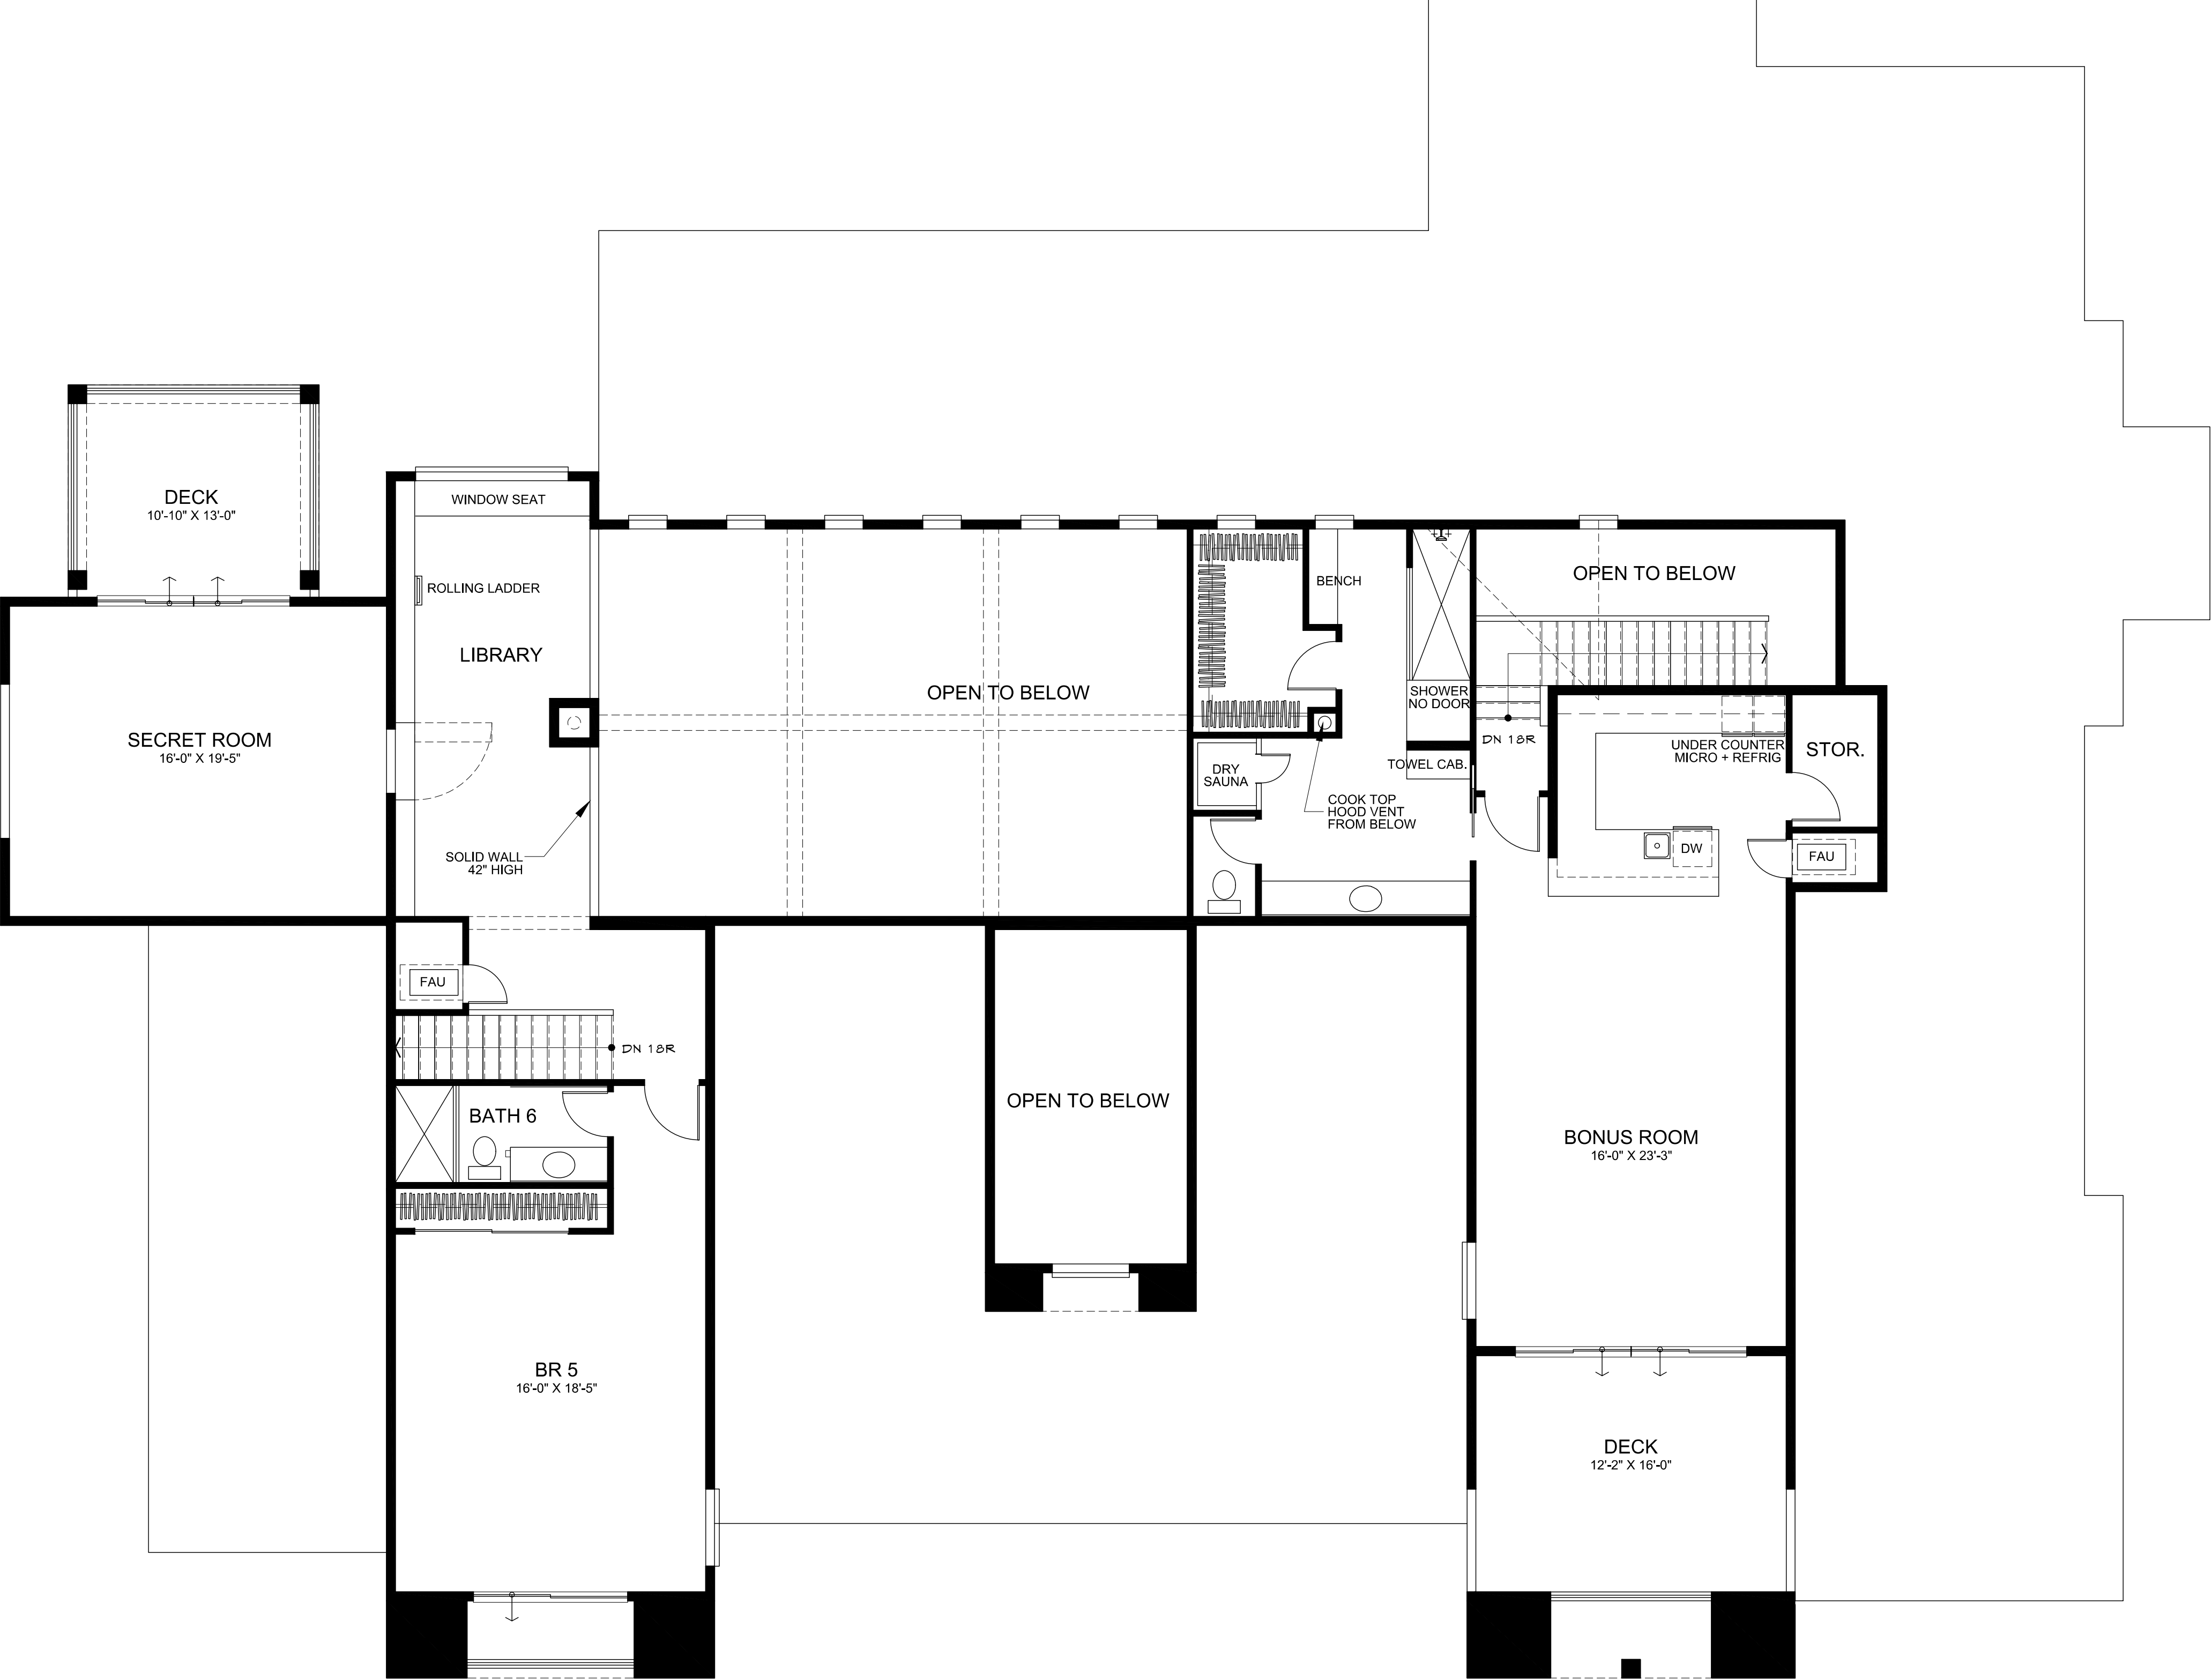 DECK
10'-10" X 13'-0"
WINDOW SEAT
ROLLING LADDER
LIBRARY
SECRET ROOM
16'-0" X 19'-5"
SOLID WALL
42" HIGH
OPEN TO BELOW
BENCH
SHOWER
NO DOOR
DRY
SAUNA
TOWEL CAB.
COOK TOP
HOOD VENT
FROM BELOW
OPEN TO BELOW
DN 18R
UNDER COUNTER
MICRO + REFRIG
STOR.
DW
FAU
FAU
DN 18R
BATH 6
OPEN TO BELOW
BONUS ROOM
16'-0" X 23'-3"
BR 5
16'-0" X 18'-5"
DECK
12'-2" X 16'-0"